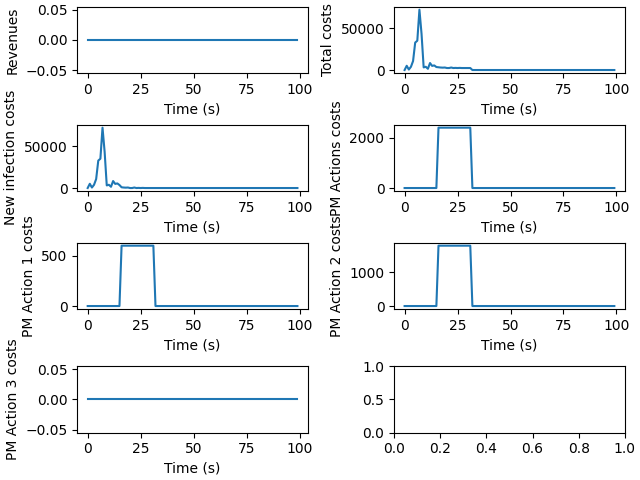 Revenues
0.05
0.00
−0.05
0 25 50 75 100
Time (s)
Total costs
50000
0
0 25 50 75 100
Time (s)
New infection costs
50000
0
0 25 50 75 100
Time (s)
PM Actions costs
2000
0
0 25 50 75 100
Time (s)
PM Action 1 costs
500
0
0 25 50 75 100
Time (s)
PM Action 2 costs
1000
0
0 25 50 75 100
Time (s)
PM Action 3 costs
0.05
0.00
−0.05
0 25 50 75 100
Time (s)
1.0
0.5
0.0
0.0 0.2 0.4 0.6 0.8 1.0